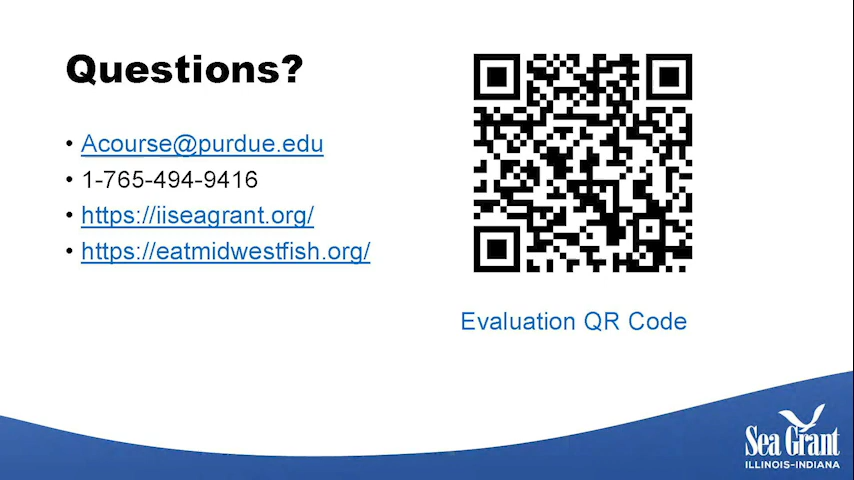 Questions?
• Acourse@purdue.edu
• 1-765-494-9416
• https://iiseagrant.org/
• https://eatmidwestfish.org/
Evaluation QR Code
Sea Grant
ILLINOIS-INDIANA